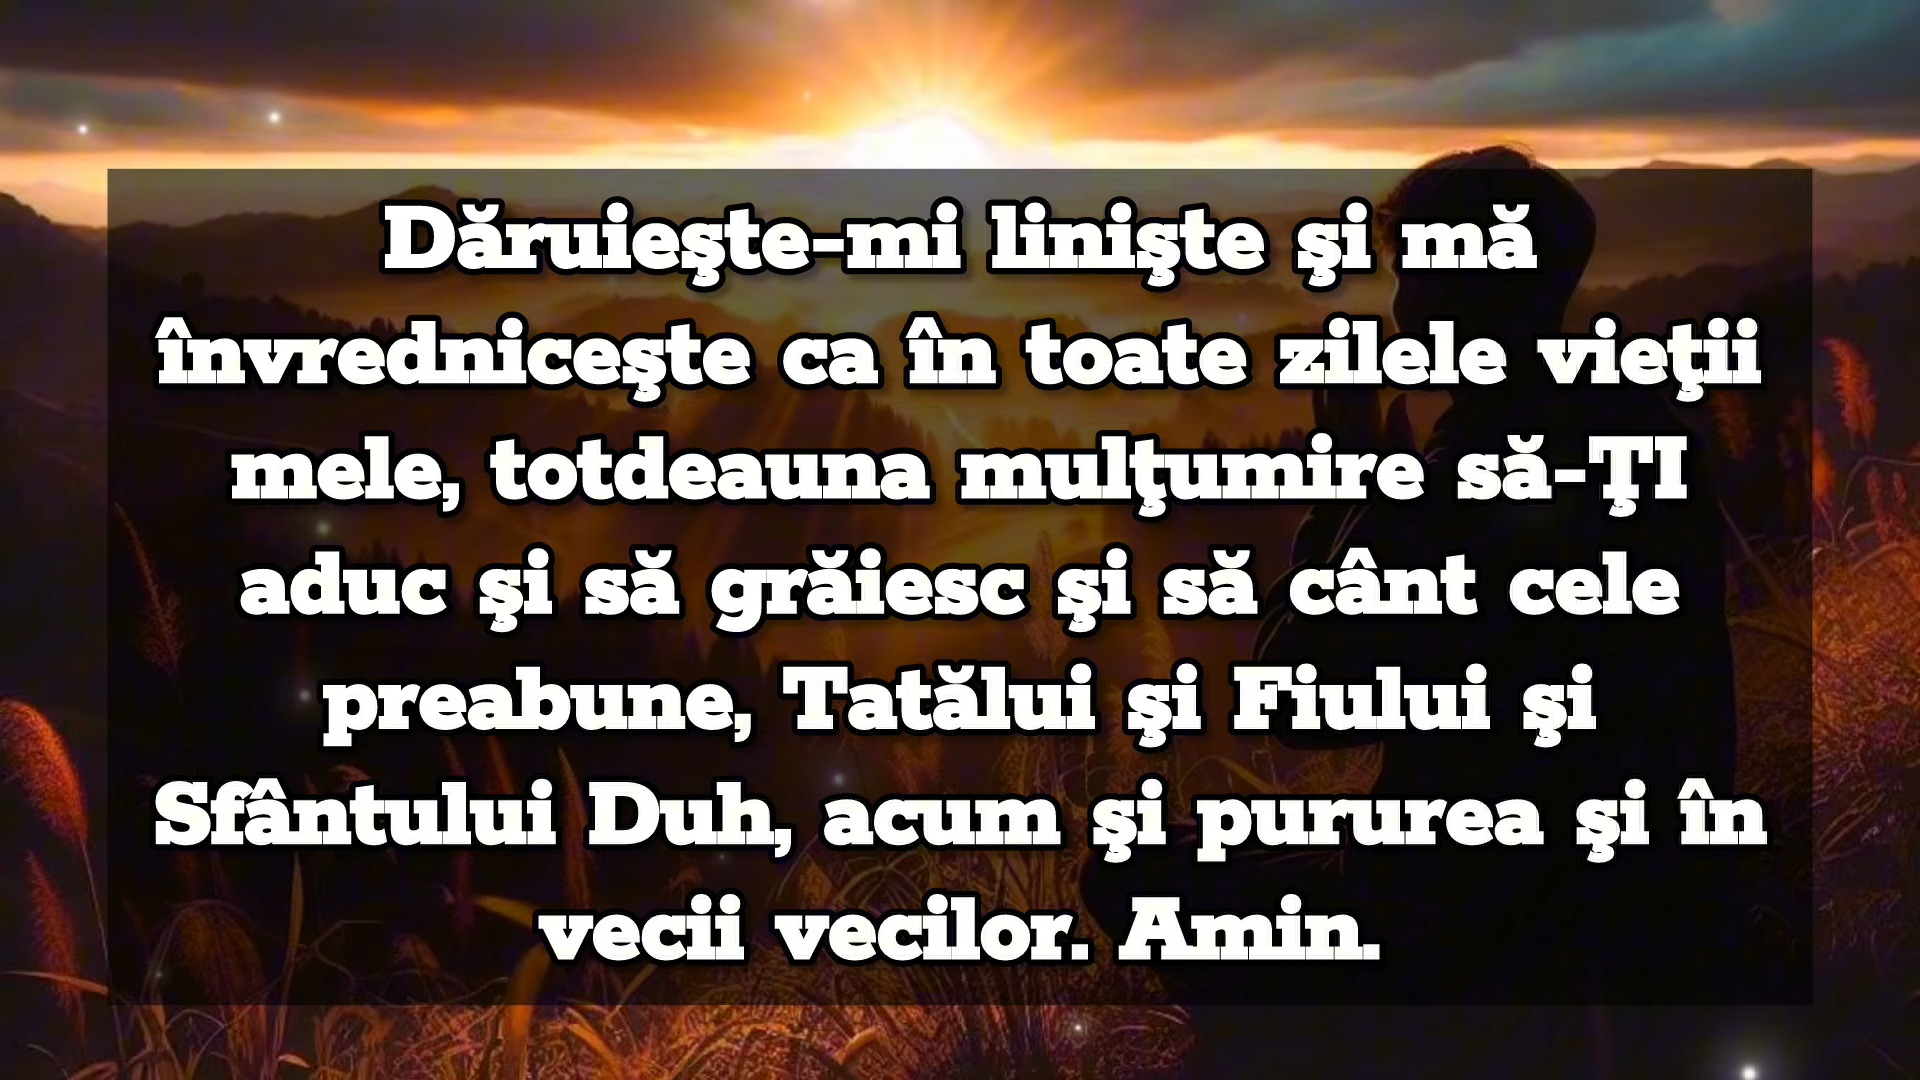 Dăruieşte-mi linişte şi mă
învredniceşte ca în toate zilele vieţii
mele, totdeauna mulţumire să-ŢI
aduc şi să grăiesc şi să cânt cele
preabune, Tatălui şi Fiului şi
Sfântului Duh, acum şi pururea şi în
vecii vecilor. Amin.